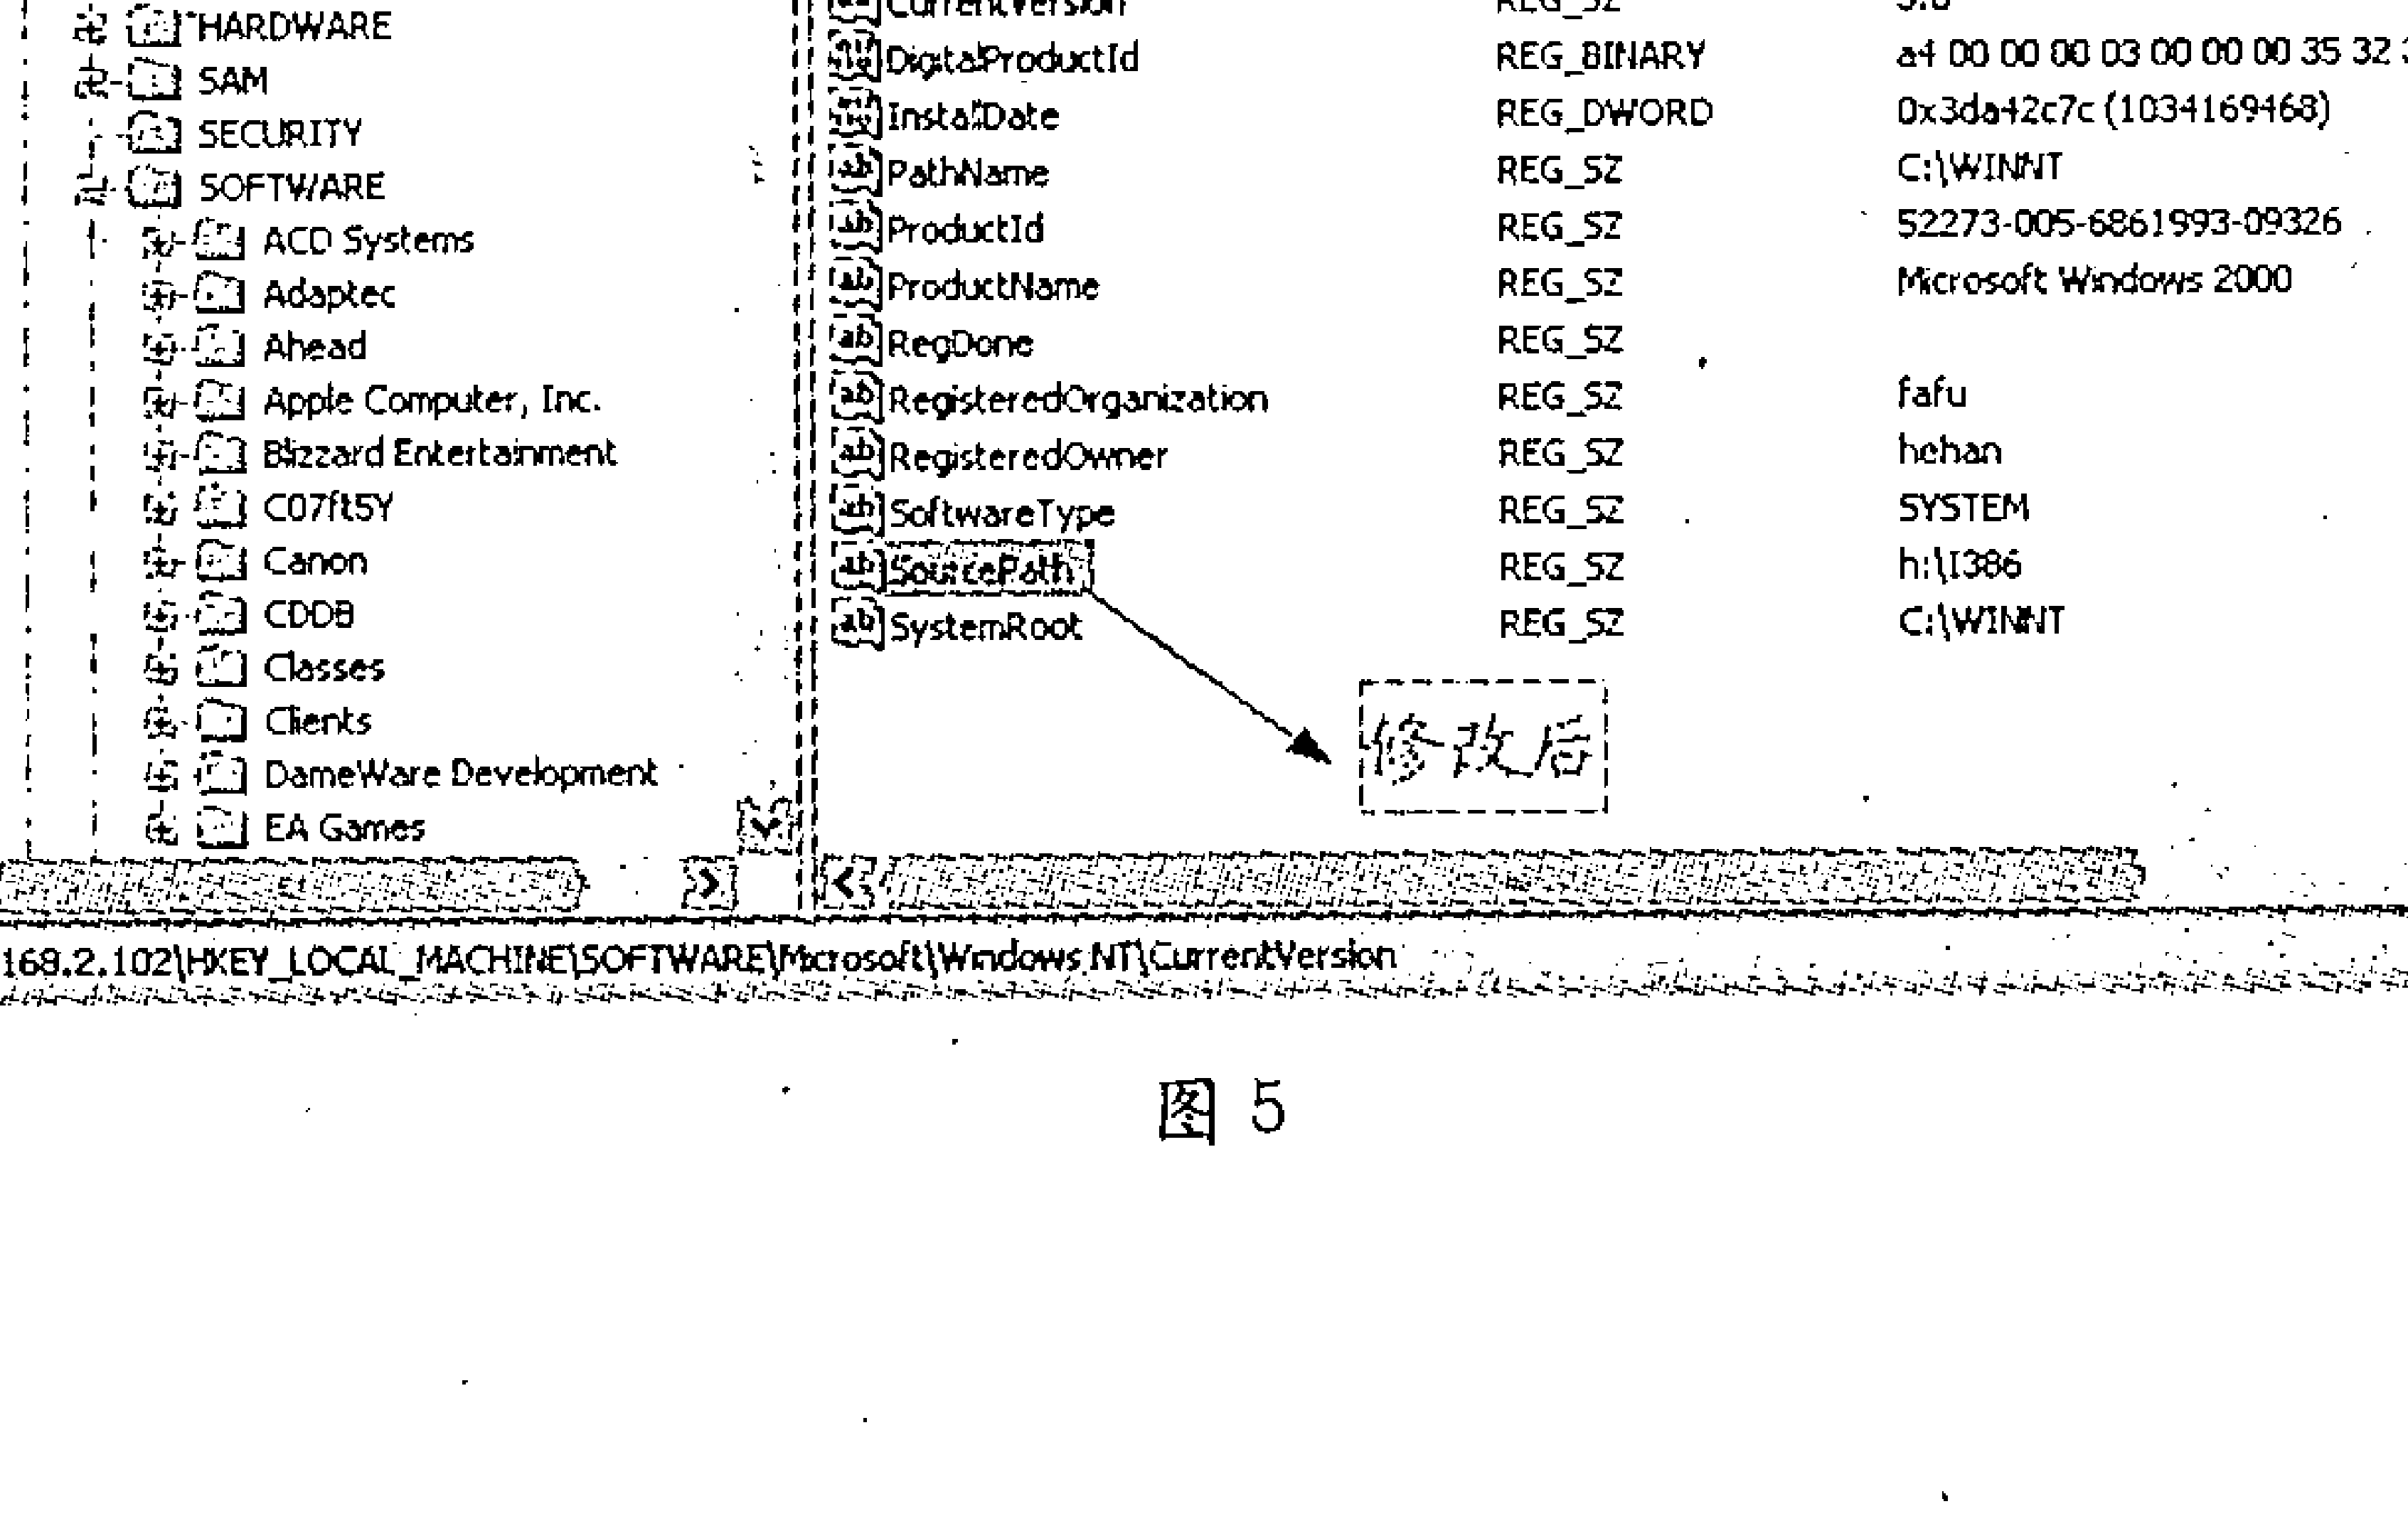 HARDWARE
SAM
SECURITY
SOFTWARE
ACD Systems
Adaptec
Ahead
Apple Computer, Inc.
Blizzard Entertainment
C07ft5Y
Canon
CDDB
Classes
Clients
DameWare Development
EA Games
CurrentVersion REG_SZ
DigitalProductId REG_BINARY a4 00 00 00 03 00 00 00 35 32
InstallDate REG_DWORD 0x3da42c7c (1034169468)
PathName REG_SZ C:\WINNT
ProductId REG_SZ 52273-005-6861993-09326
ProductName REG_SZ Microsoft Windows 2000
RegDone REG_SZ
RegisteredOrganization REG_SZ fafu
RegisteredOwner REG_SZ hehan
SoftwareType REG_SZ SYSTEM
SourcePath REG_SZ h:\I386
SystemRoot REG_SZ C:\WINNT
修改后
168.2.102\HKEY_LOCAL_MACHINE\SOFTWARE\Microsoft\Windows NT\CurrentVersion
图 5